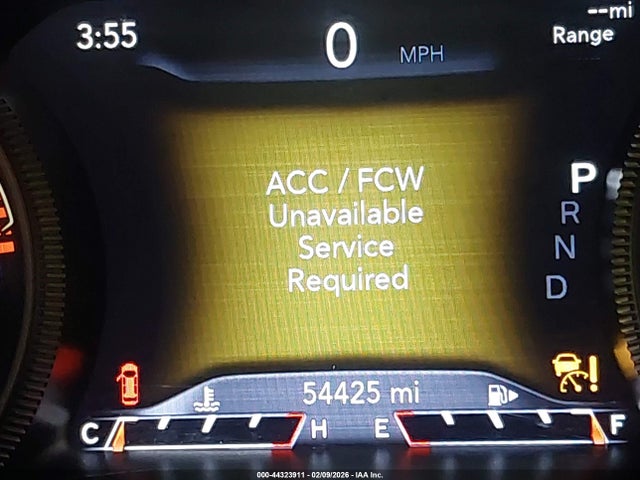 3:55
0 MPH
--mi
Range
ACC / FCW
Unavailable
Service
Required
P
R
N
D
54425 mi
C H E F
000-44323911 - 02/09/2026 - IAA Inc.